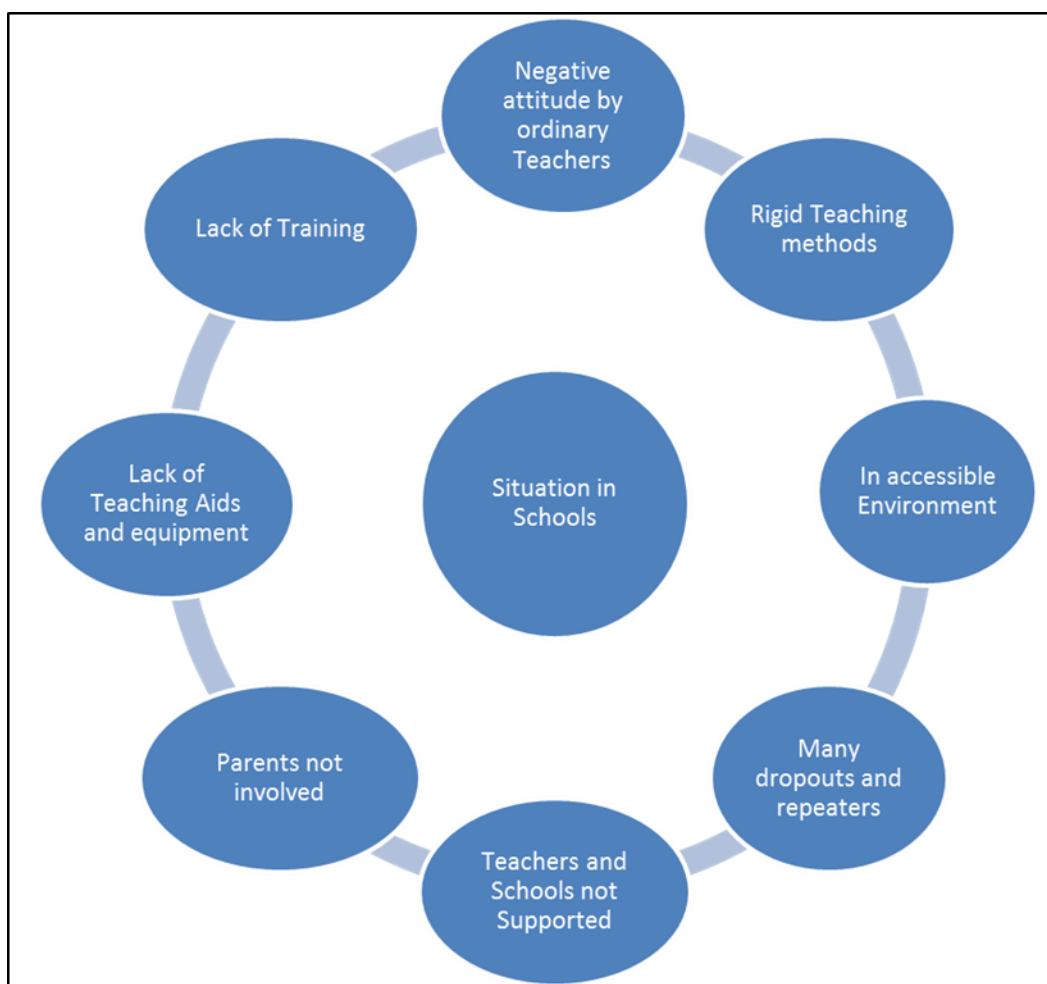 Negative
attitude by
ordinary
Teachers
Rigid Teaching
methods
In accessible
Environment
Many
dropouts and
repeaters
Teachers and
Schools not
Supported
Parents not
involved
Lack of
Teaching Aids
and equipment
Lack of Training
Situation in
Schools